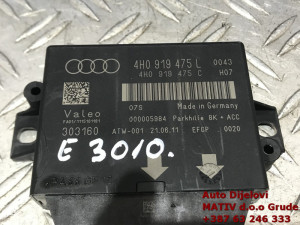 4H0 919 475 L 0043
4H0 919 475 C H07
Valeo
07S Made in Germany
000005884 Parkhilfe 8K + ACC
303160 ATW-001 21.06.11 EFGP 0020
E 3010.
Auto Dijelovi
MATIV d.o.o Grude
+387 63 246 333